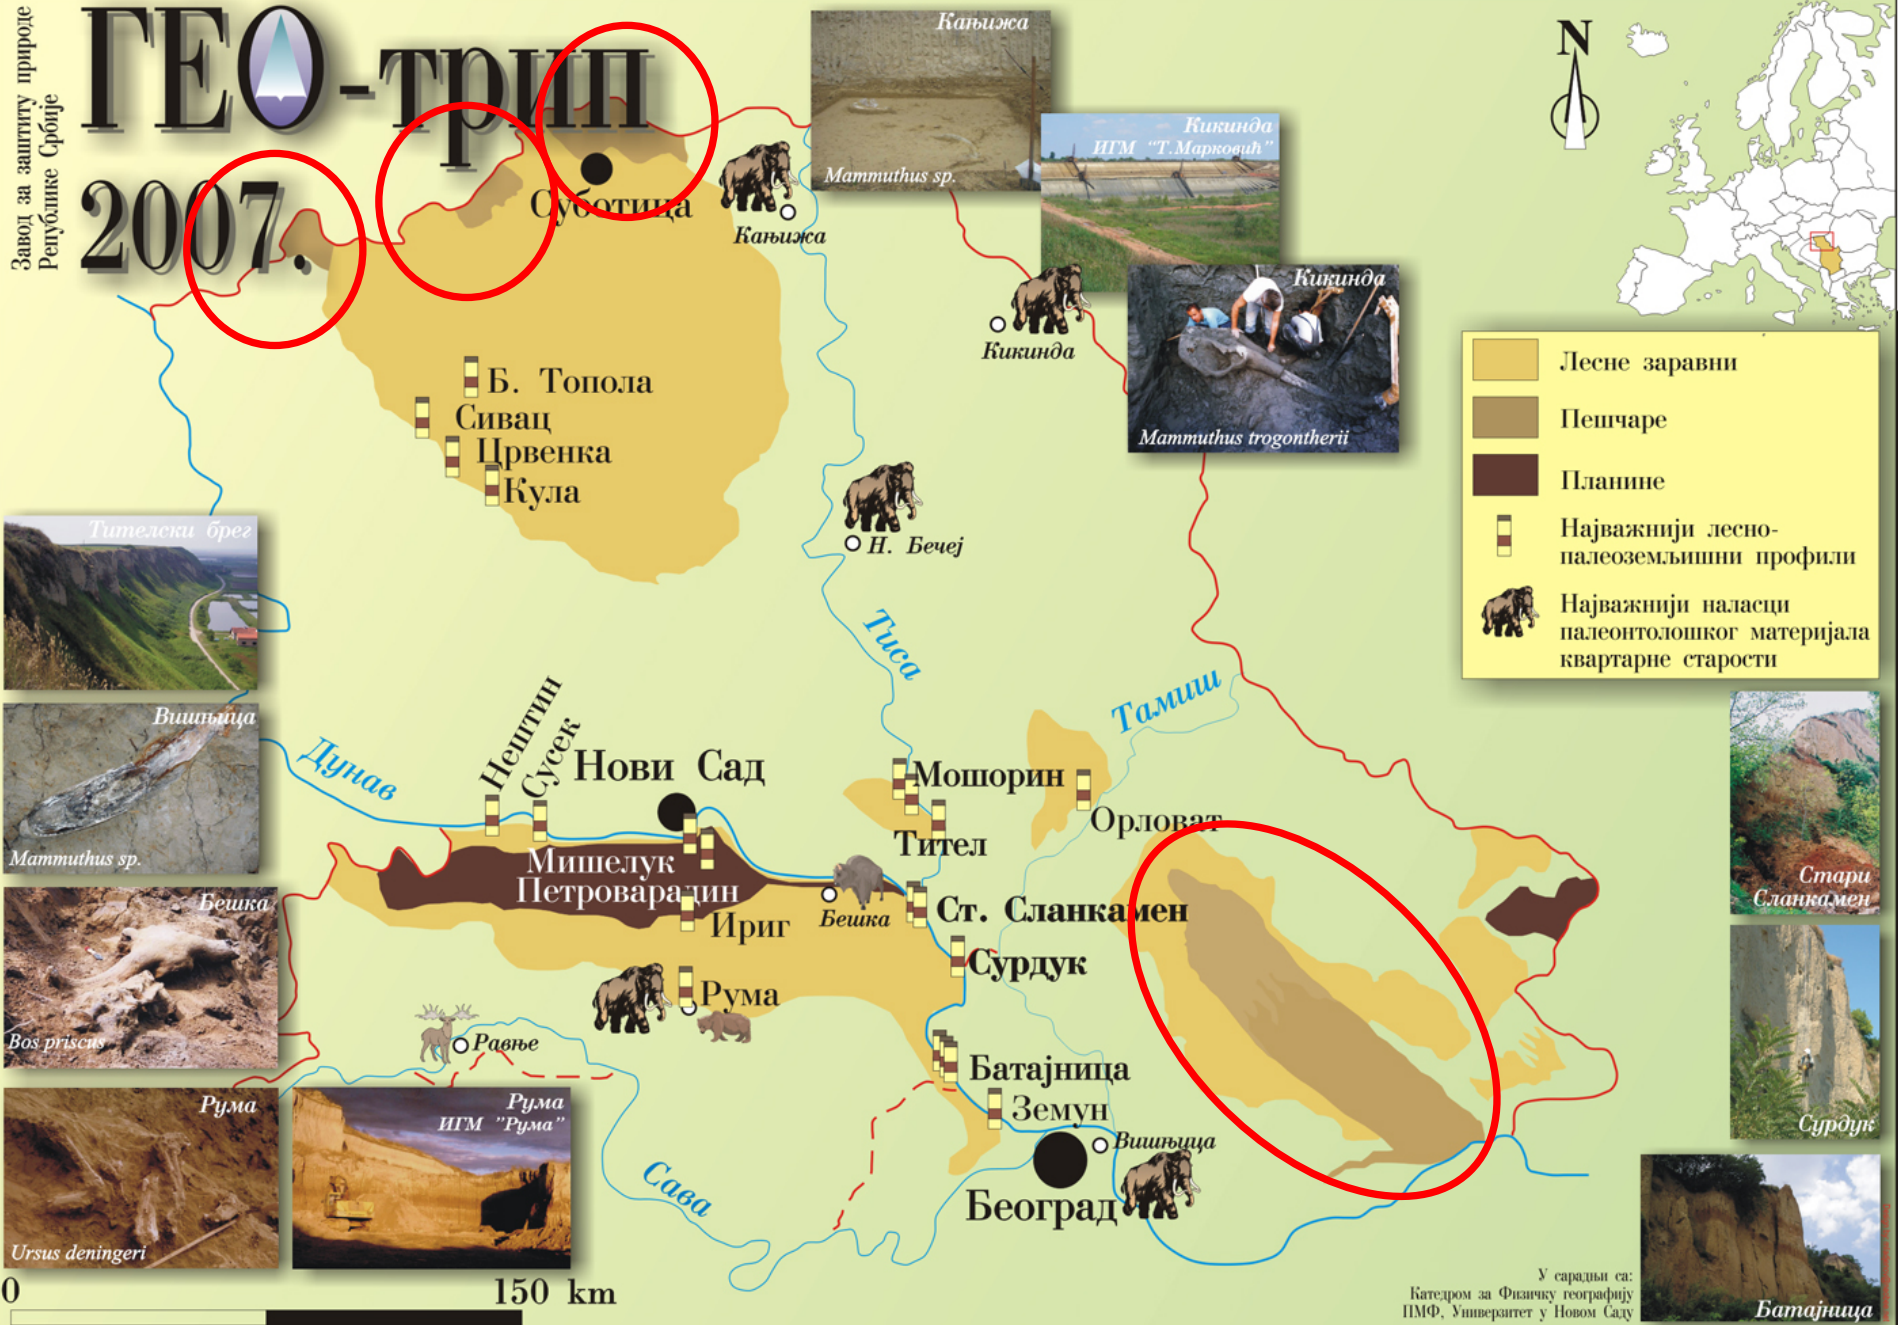 Завод за заштиту природе
Републике Србије
ГЕО-трип
2007.
Кањижа
Mammuthus sp.
Кикинда
ИГМ “Т.Марковић”
Кикинда
Mammuthus trogontherii
N
Суботица
Кањижа
Кикинда
Б. Топола
Сивац
Црвенка
Кула
Н. Бечеј
Тиса
Тамиш
Лесне заравни
Пешчаре
Планине
Најважнији лесно-
палеоземљишни профили
Најважнији наласци
палеонтолошког материјала
квартарне старости
Тителски брег
Вишњица
Mammuthus sp.
Бешка
Bos priscus
Рума
Ursus deningeri
Рума
ИГМ ”Рума”
Дунав
Нештин
Сусек
Нови Сад
Мошорин
Тител
Орловат
Мишелук
Петроварадин
Ириг
Бешка
Ст. Сланкамен
Сурдук
Рума
Равње
Батајница
Земун
Вишњица
Београд
Сава
Стари
Сланкамен
Сурдук
Батајница
0 150 km
У сарадњи са:
Катедром за Физичку географију
ПМФ, Универзитет у Новом Саду